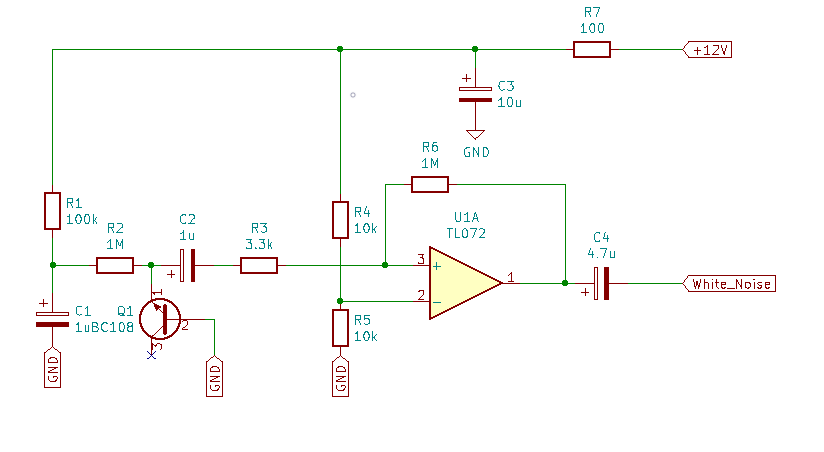 R7
100
+12V
+
C3
10u
GND
R6
1M
R1
100k
R2
1M
C2
1u
+
R3
3.3k
R4
10k
U1A
TL072
3
+
2
−
1
C4
4.7u
+
White_Noise
+
C1
1u
Q1
BC108
1
2
3
R5
10k
GND
GND
GND